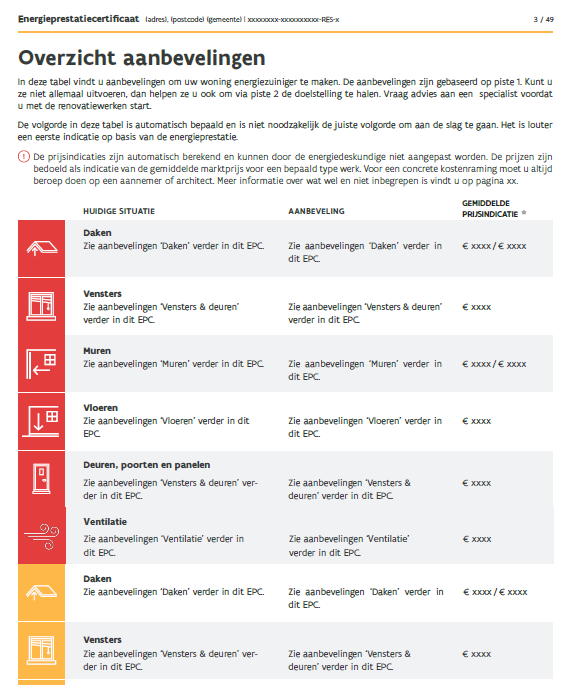 Energieprestatiecertificaat (adres), (postcode) (gemeente) | xxxxxxxx-xxxxxxxxxx-RES-x 3 / 49
Overzicht aanbevelingen
In deze tabel vindt u aanbevelingen om uw woning energiezuiniger te maken. De aanbevelingen zijn gebaseerd op piste 1. Kunt u
ze niet allemaal uitvoeren, dan helpen ze u ook om via piste 2 de doelstelling te halen. Vraag advies aan een specialist voordat
u met de renovatiewerken start.
De volgorde in deze tabel is automatisch bepaald en is niet noodzakelijk de juiste volgorde om aan de slag te gaan. Het is louter
een eerste indicatie op basis van de energieprestatie.
! De prijsindicaties zijn automatisch berekend en kunnen door de energiedeskundige niet aangepast worden. De prijzen zijn
bedoeld als indicatie van de gemiddelde marktprijs voor een bepaald type werk. Voor een concrete kostenraming moet u altijd
beroep doen op een aannemer of architect. Meer informatie over wat wel en niet inbegrepen is vindt u op pagina xx.
HUIDIGE SITUATIE AANBEVELING GEMIDDELDE
PRIJSINDICATIE *
Daken
Zie aanbevelingen 'Daken' verder in dit EPC. Zie aanbevelingen 'Daken' verder in € xxxx / € xxxx
dit EPC.
Vensters
Zie aanbevelingen 'Vensters & deuren' Zie aanbevelingen 'Vensters & deuren' € xxxx
verder in dit EPC. verder in dit EPC.
Muren
Zie aanbevelingen 'Muren' verder in dit EPC. Zie aanbevelingen 'Muren' verder in € xxxx / € xxxx
dit EPC.
Vloeren
Zie aanbevelingen 'Vloeren' verder in dit Zie aanbevelingen 'Vloeren' verder in € xxxx
EPC. dit EPC.
Deuren, poorten en panelen
Zie aanbevelingen 'Vensters & deuren' ver- Zie aanbevelingen 'Vensters & € xxxx
der in dit EPC. deuren' verder in dit EPC.
Ventilatie
Zie aanbevelingen 'Ventilatie' verder in Zie aanbevelingen 'Ventilatie' € xxxx
dit EPC. verder in dit EPC.
Daken
Zie aanbevelingen 'Daken' verder in dit EPC. Zie aanbevelingen 'Daken' verder in € xxxx / € xxxx
dit EPC.
Vensters
Zie aanbevelingen 'Vensters & deuren' ver- Zie aanbevelingen 'Vensters & € xxxx
der in dit EPC. deuren' verder in dit EPC.